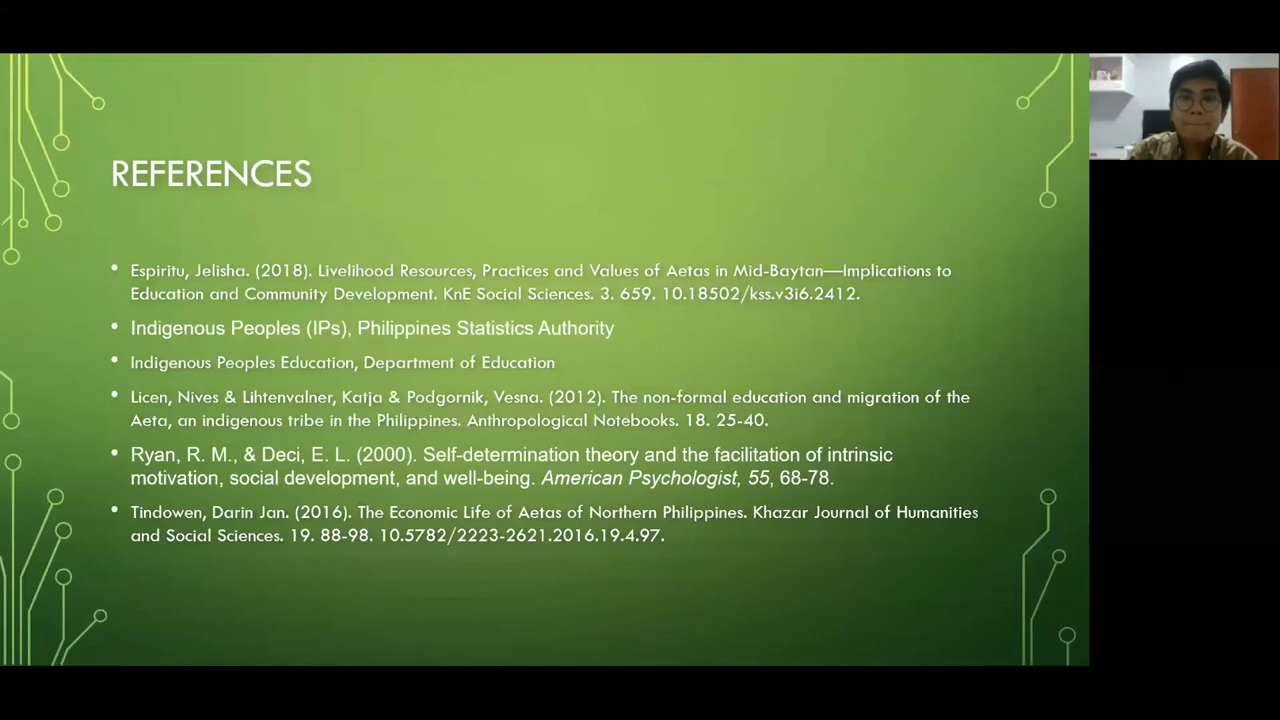 REFERENCES
• Espiritu, Jelisha. (2018). Livelihood Resources, Practices and Values of Aetas in Mid-Baytan—Implications to
Education and Community Development. KnE Social Sciences. 3. 659. 10.18502/kss.v3i6.2412.
• Indigenous Peoples (IPs), Philippines Statistics Authority
• Indigenous Peoples Education, Department of Education
• Licen, Nives & Lihtenvalner, Katja & Podgornik, Vesna. (2012). The non-formal education and migration of the
Aeta, an indigenous tribe in the Philippines. Anthropological Notebooks. 18. 25-40.
• Ryan, R. M., & Deci, E. L. (2000). Self-determination theory and the facilitation of intrinsic
motivation, social development, and well-being. American Psychologist, 55, 68-78.
• Tindowen, Darin Jan. (2016). The Economic Life of Aetas of Northern Philippines. Khazar Journal of Humanities
and Social Sciences. 19. 88-98. 10.5782/2223-2621.2016.19.4.97.